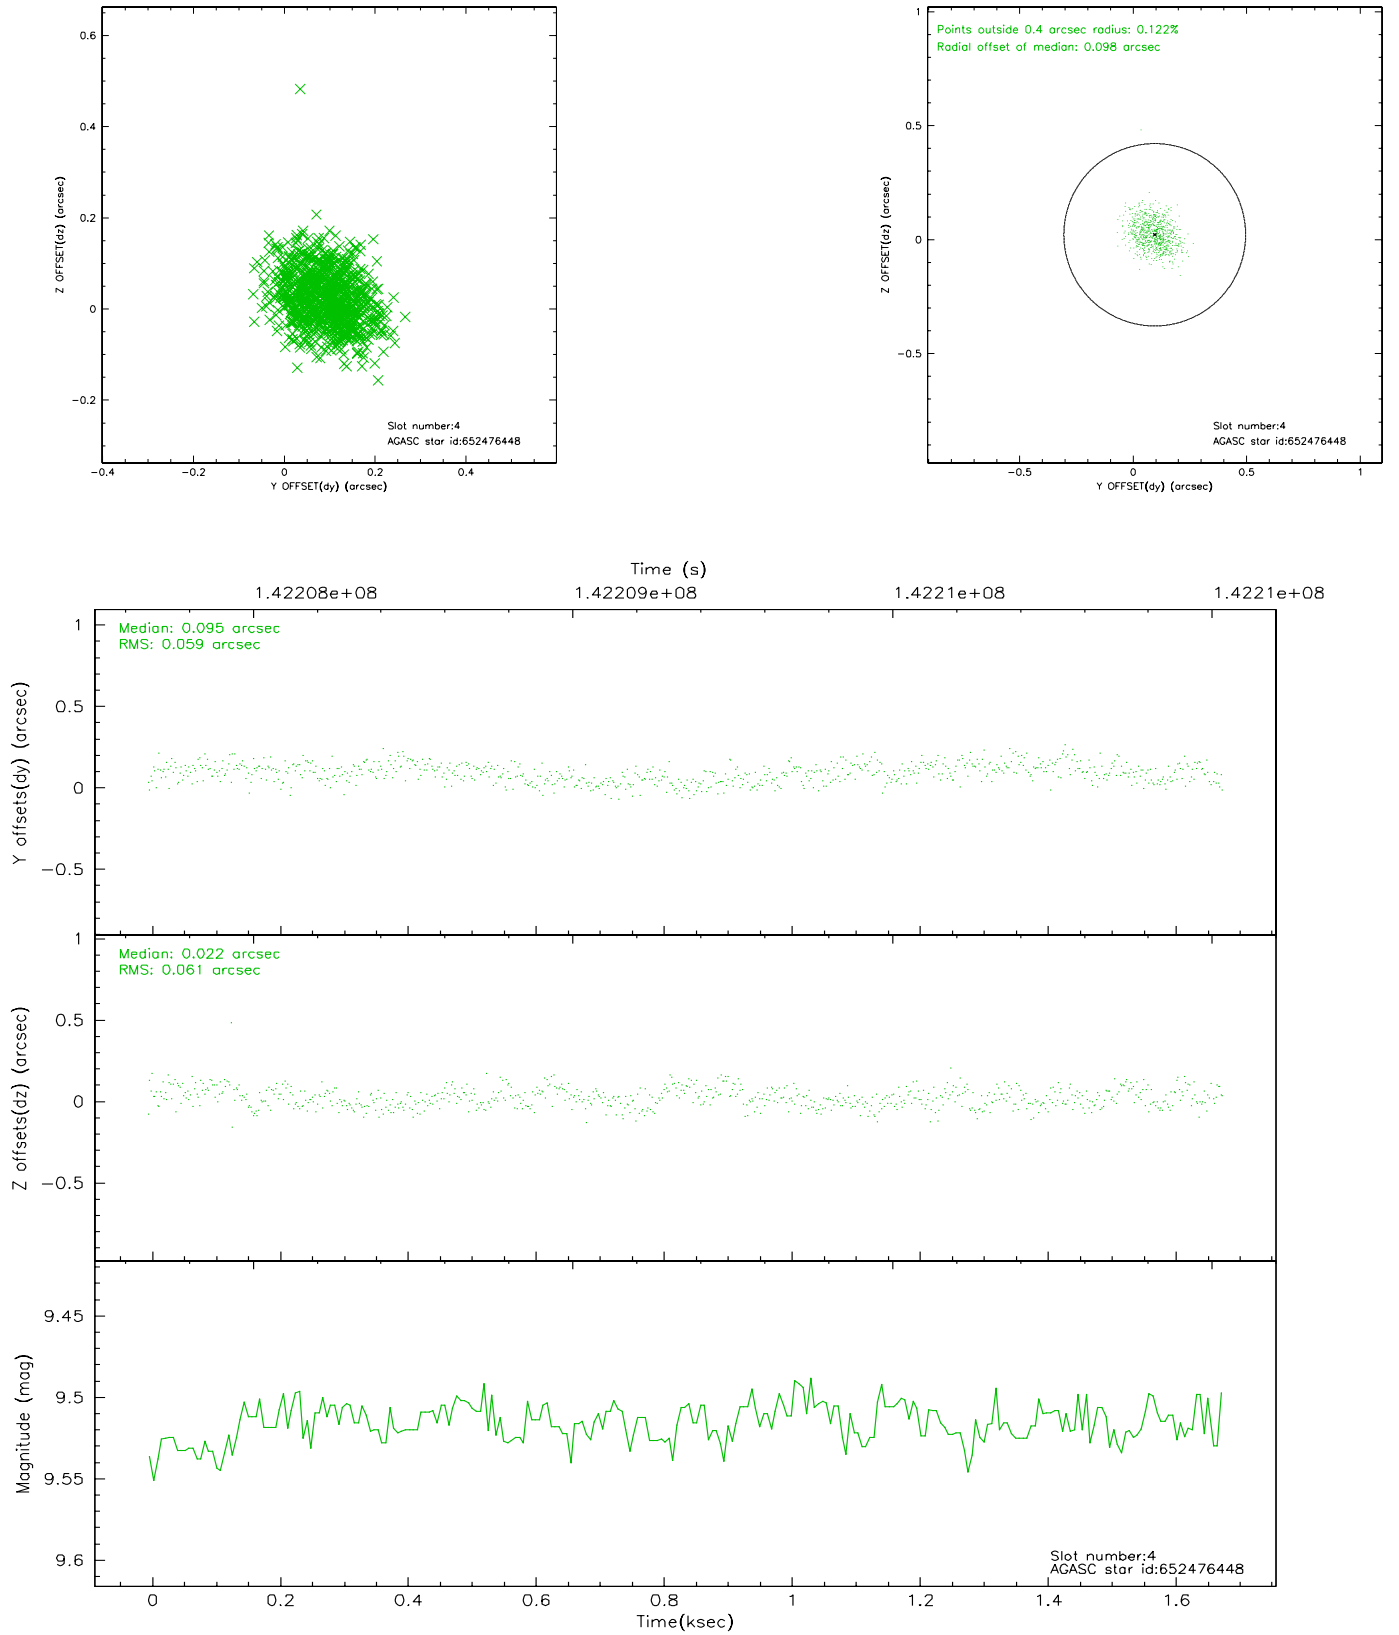 0.6
0.4
0.2
0
−0.2
Z OFFSET(dz) (arcsec)
Slot number:4
AGASC star id:652476448
−0.4 −0.2 0 0.2 0.4
Y OFFSET(dy) (arcsec)
Points outside 0.4 arcsec radius: 0.122%
Radial offset of median: 0.098 arcsec
1
0.5
0
−0.5
Z OFFSET(dz) (arcsec)
Slot number:4
AGASC star id:652476448
−0.5 0 0.5 1
Y OFFSET(dy) (arcsec)
Time (s)
1.42208e+08 1.42209e+08 1.4221e+08 1.4221e+08
Median: 0.095 arcsec
RMS: 0.059 arcsec
1
0.5
0
−0.5
Y offsets(dy) (arcsec)
Median: 0.022 arcsec
RMS: 0.061 arcsec
1
0.5
0
−0.5
Z offsets(dz) (arcsec)
9.45
9.5
9.55
9.6
Magnitude (mag)
Slot number:4
AGASC star id:652476448
0 0.2 0.4 0.6 0.8 1 1.2 1.4 1.6
Time(ksec)